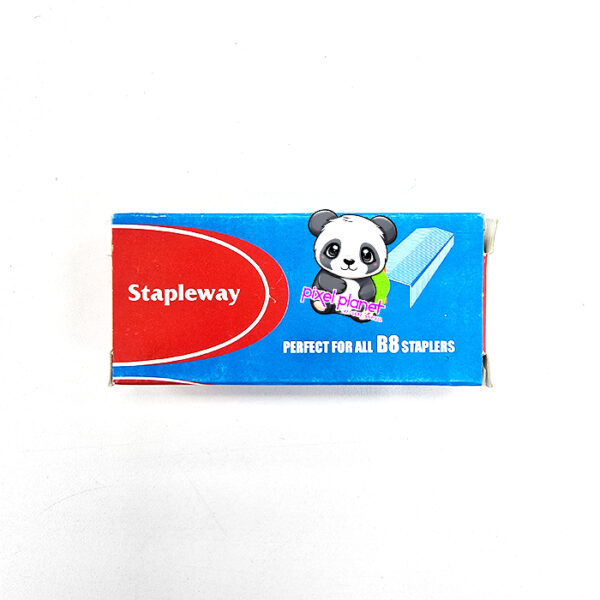 Stapleway
pixel planet
PERFECT FOR ALL B8 STAPLERS